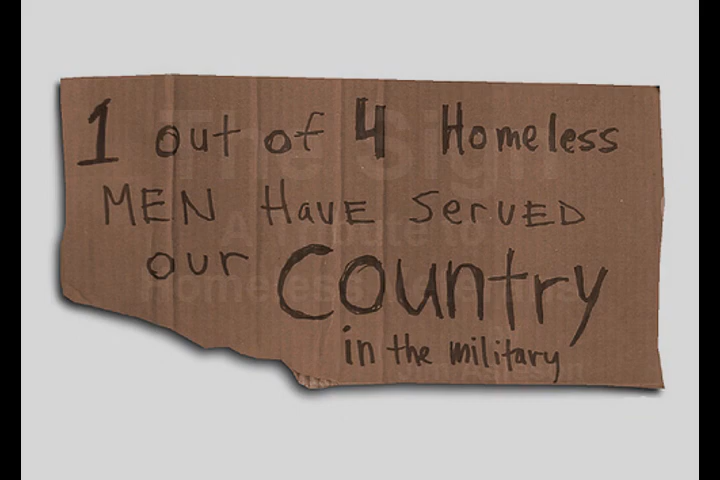 1 out of 4 Homeless
MEN HavE SerVED
our Country
in the military